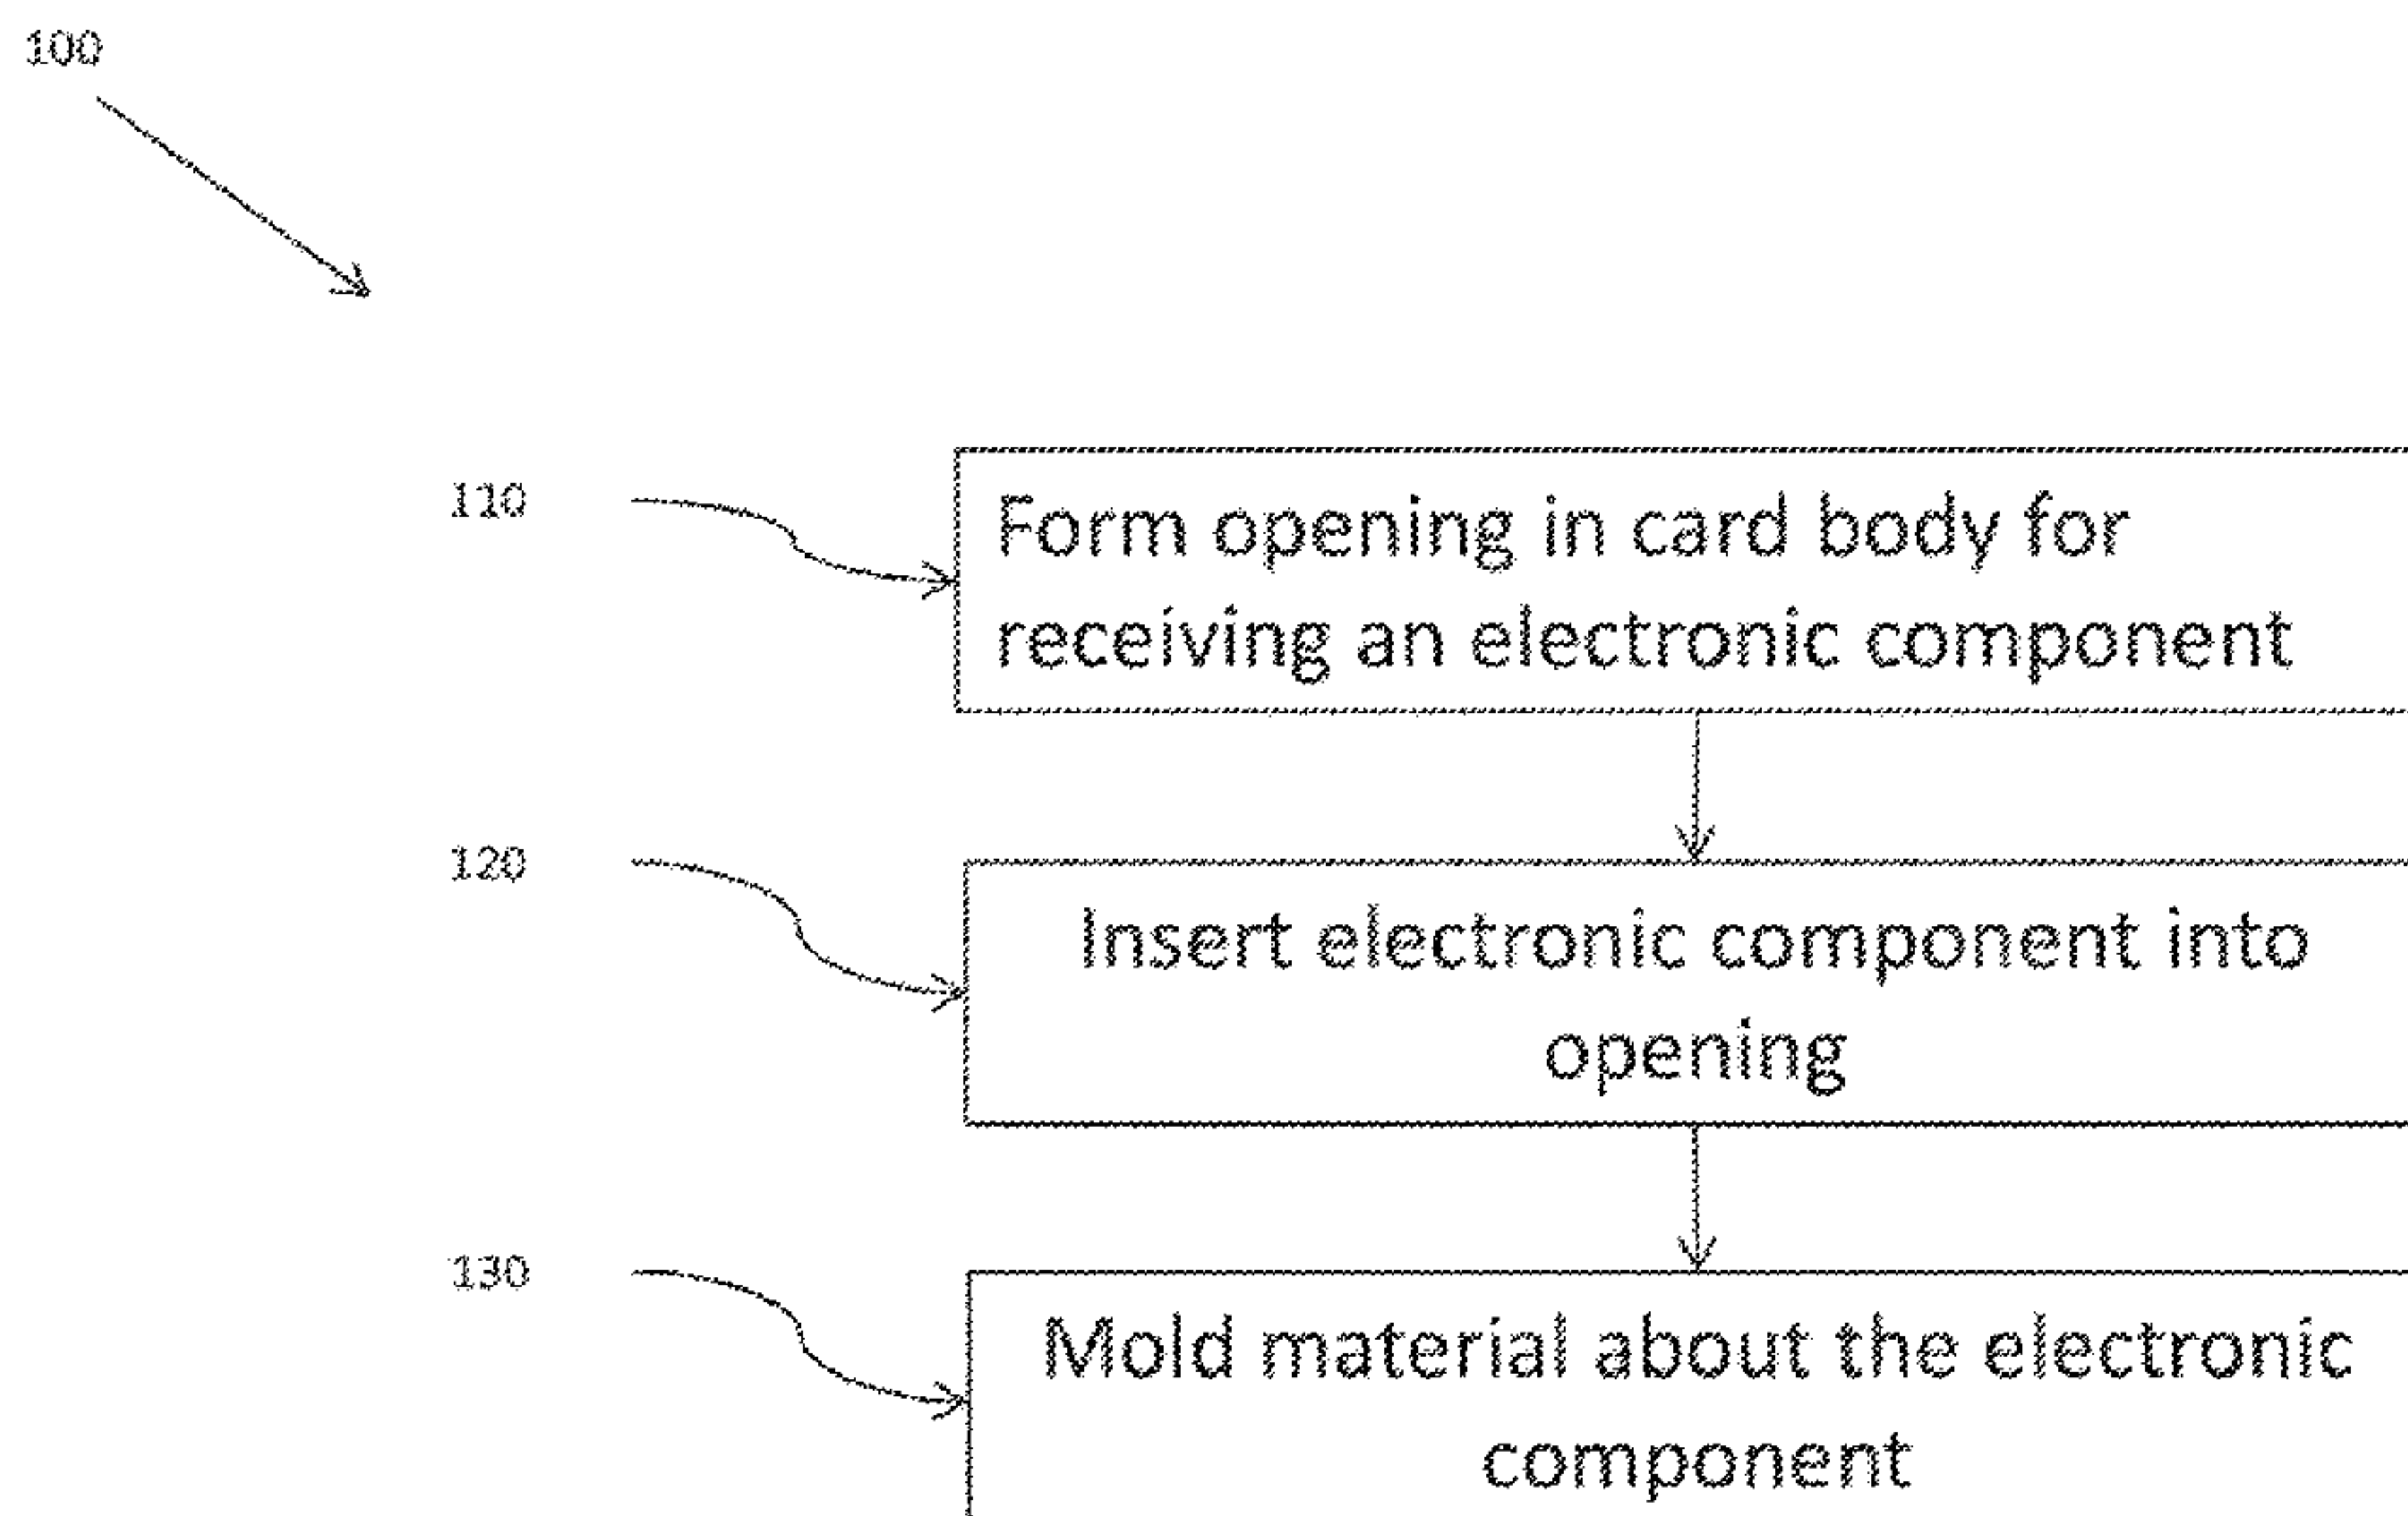 100
110
Form opening in card body for
receiving an electronic component
120
Insert electronic component into
opening
130
Mold material about the electronic
component